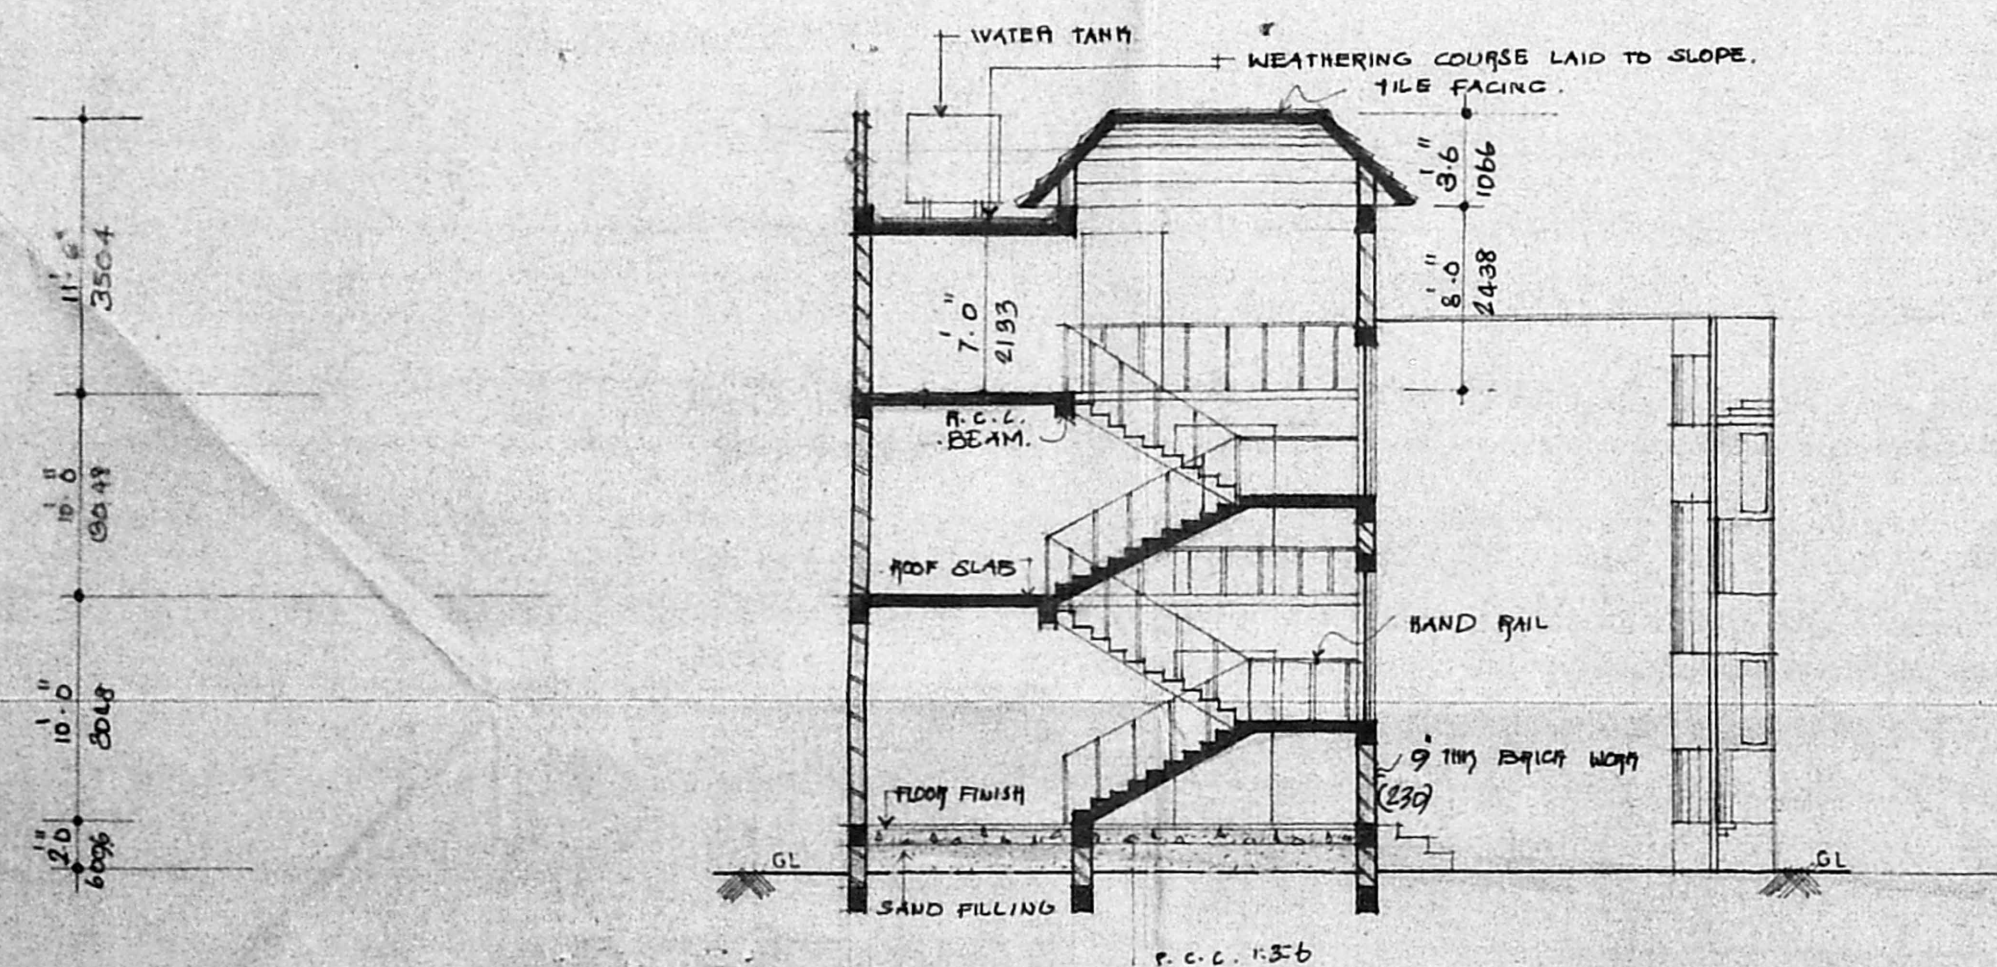 WATER TANK
WEATHERING COURSE LAID TO SLOPE.
TILE FACING.
3'.6"
1066
11'.6"
3504
8'.0"
2438
7'.0"
2133
R.C.C.
BEAM.
10'.0"
3048
ROOF SLAB
HAND RAIL
10'.0"
3048
9" THK BRICK WORK
(230)
FLOOR FINISH
2'.0"
6096
GL
GL
SAND FILLING
P.C.C. 1:3:6